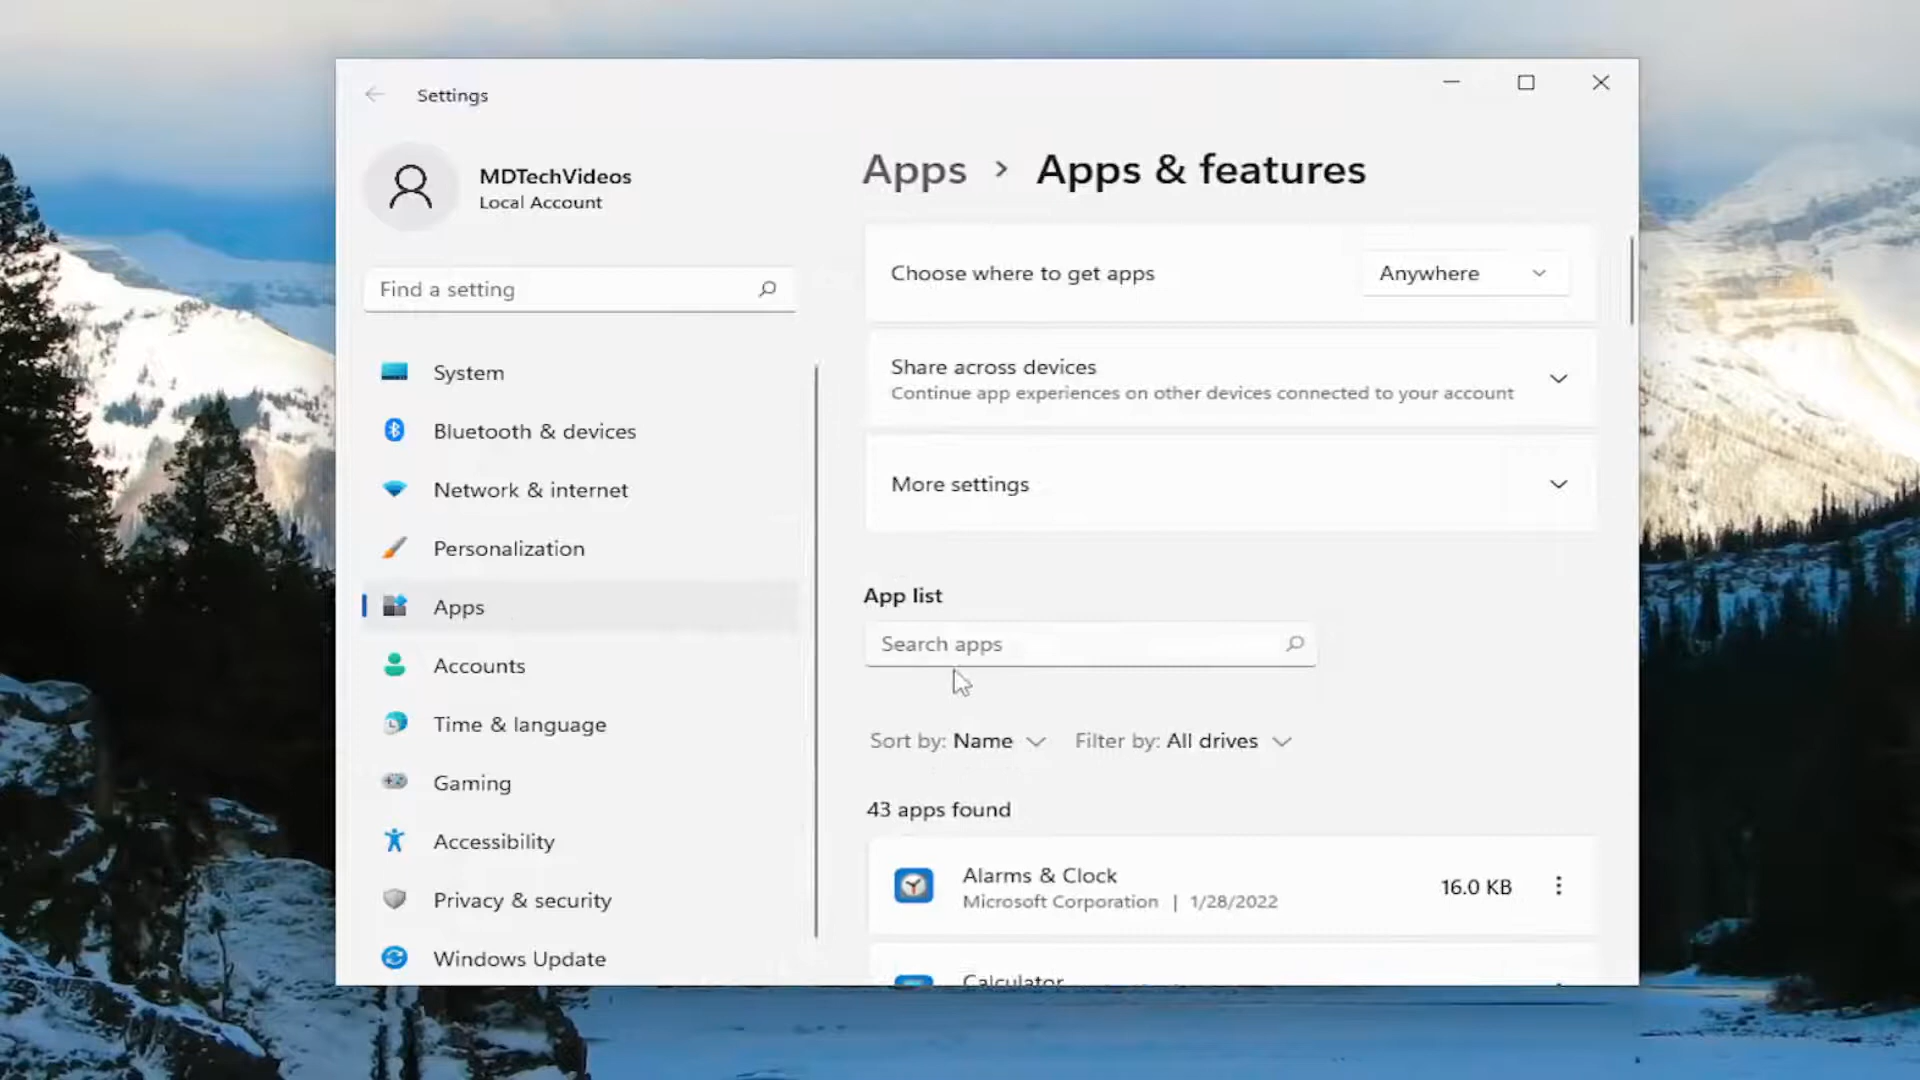 Settings
MDTechVideos
Local Account
Find a setting
System
Bluetooth & devices
Network & internet
Personalization
Apps
Accounts
Time & language
Gaming
Accessibility
Privacy & security
Windows Update
Apps > Apps & features
Choose where to get apps
Anywhere
Share across devices
Continue app experiences on other devices connected to your account
More settings
App list
Search apps
Sort by: Name Filter by: All drives
43 apps found
Alarms & Clock
Microsoft Corporation | 1/28/2022
16.0 KB
Calculator